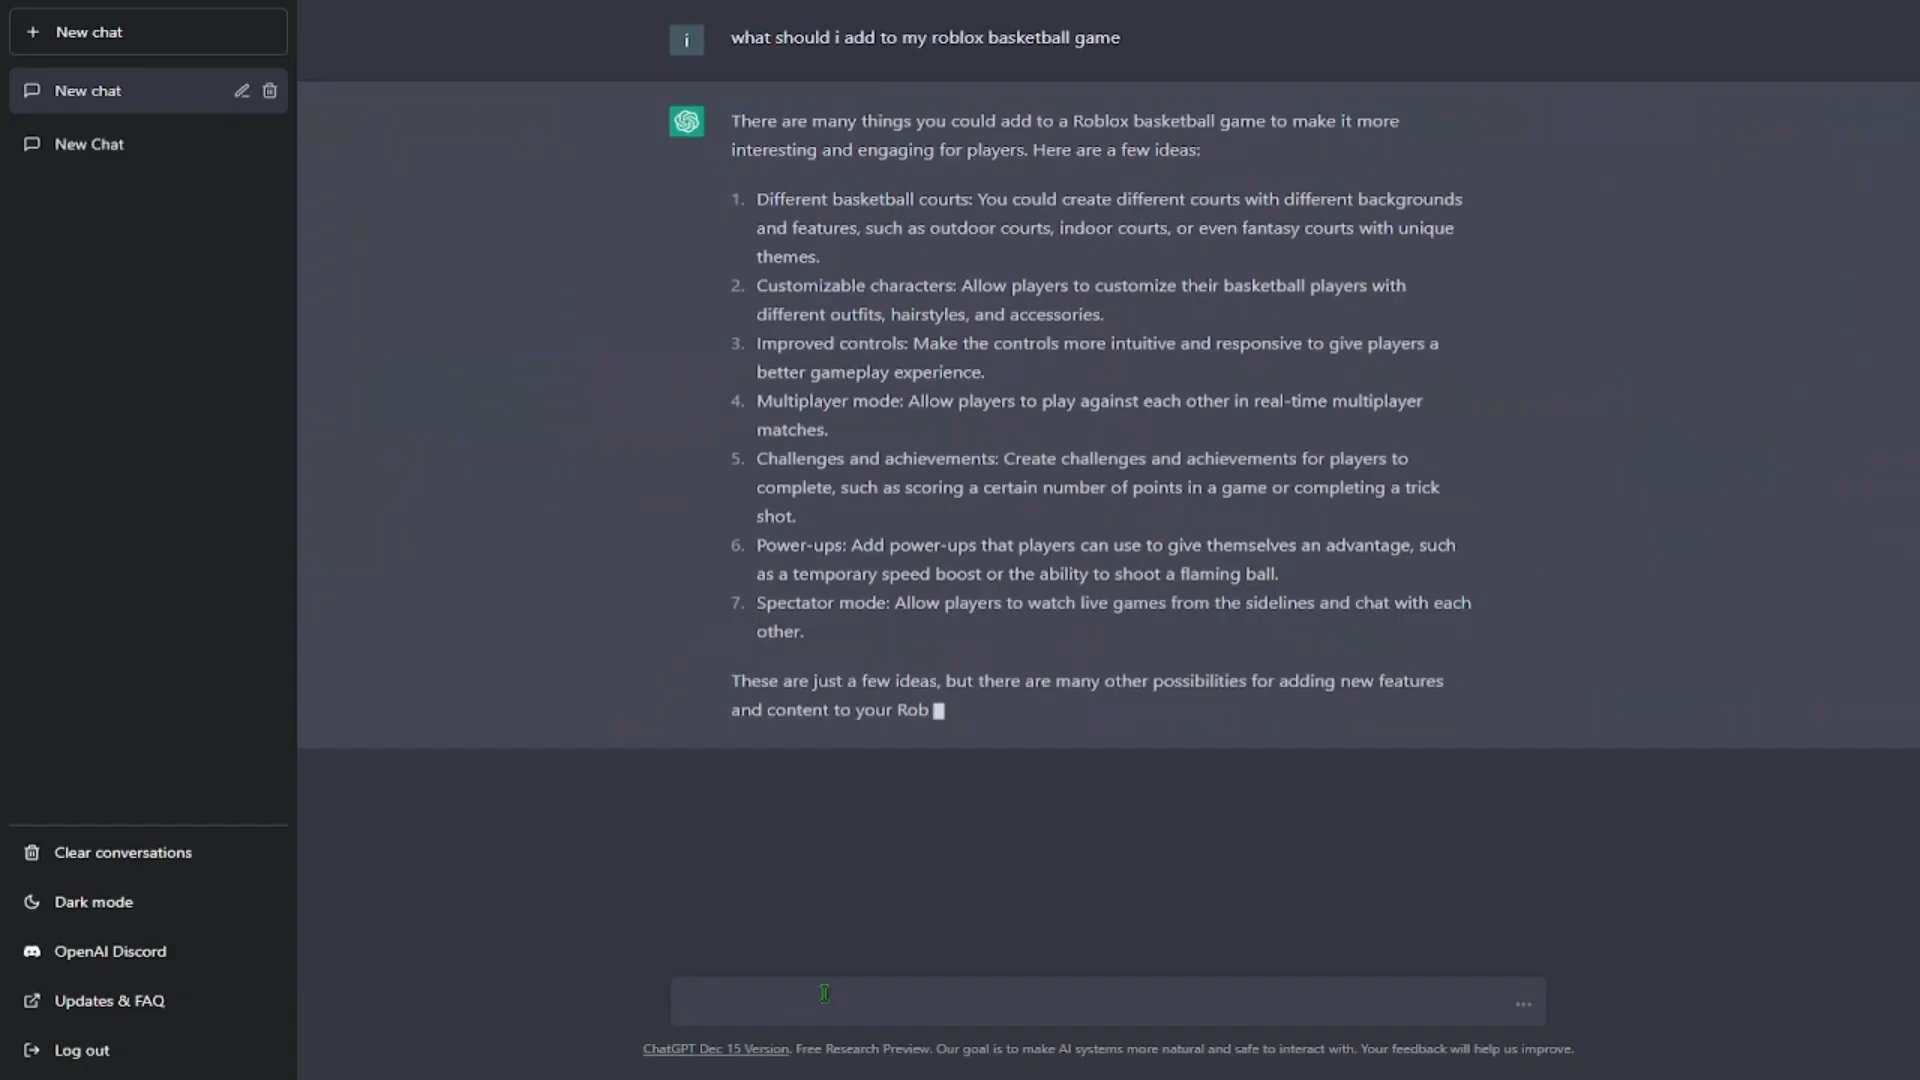 New chat
New chat
New Chat
Clear conversations
Dark mode
OpenAI Discord
Updates & FAQ
Log out
i
what should i add to my roblox basketball game
There are many things you could add to a Roblox basketball game to make it more
interesting and engaging for players. Here are a few ideas:
1. Different basketball courts: You could create different courts with different backgrounds
and features, such as outdoor courts, indoor courts, or even fantasy courts with unique
themes.
2. Customizable characters: Allow players to customize their basketball players with
different outfits, hairstyles, and accessories.
3. Improved controls: Make the controls more intuitive and responsive to give players a
better gameplay experience.
4. Multiplayer mode: Allow players to play against each other in real-time multiplayer
matches.
5. Challenges and achievements: Create challenges and achievements for players to
complete, such as scoring a certain number of points in a game or completing a trick
shot.
6. Power-ups: Add power-ups that players can use to give themselves an advantage, such
as a temporary speed boost or the ability to shoot a flaming ball.
7. Spectator mode: Allow players to watch live games from the sidelines and chat with each
other.
These are just a few ideas, but there are many other possibilities for adding new features
and content to your Rob
ChatGPT Dec 15 Version. Free Research Preview. Our goal is to make AI systems more natural and safe to interact with. Your feedback will help us improve.